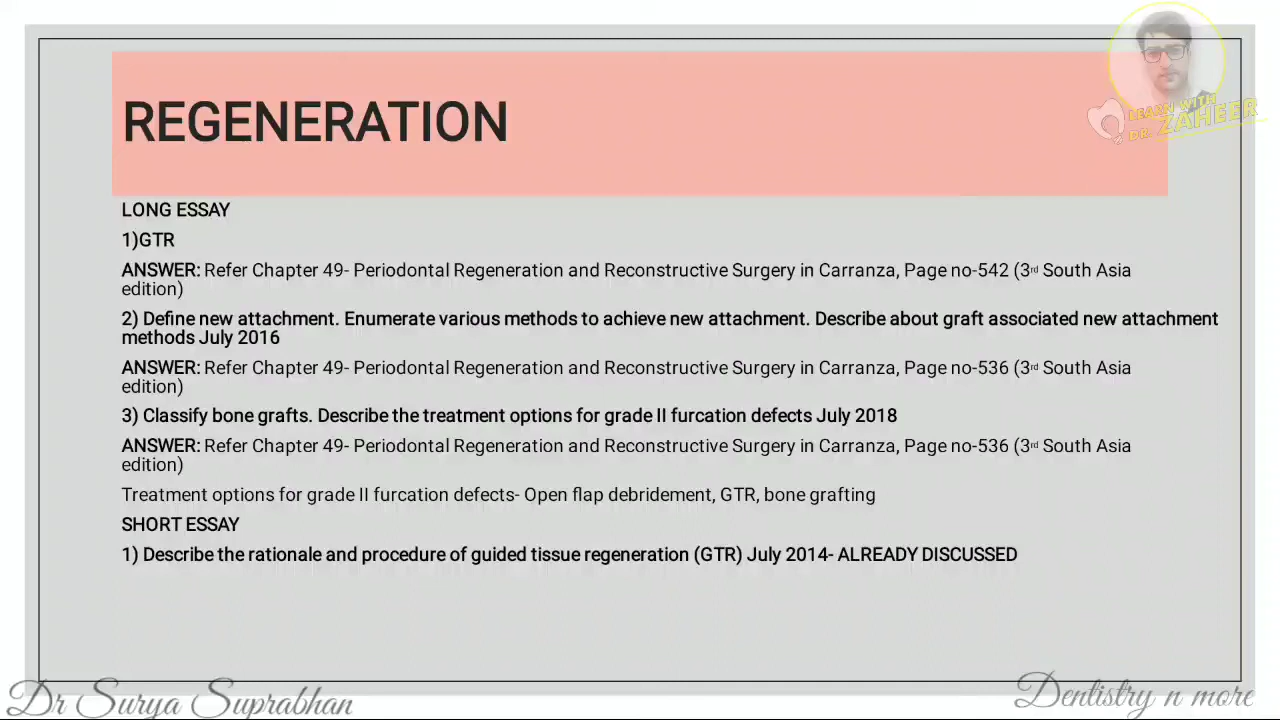 REGENERATION
LEARN WITH
DR. ZAHEER
LONG ESSAY
1)GTR
ANSWER: Refer Chapter 49- Periodontal Regeneration and Reconstructive Surgery in Carranza, Page no-542 (3rd South Asia
edition)
2) Define new attachment. Enumerate various methods to achieve new attachment. Describe about graft associated new attachment
methods July 2016
ANSWER: Refer Chapter 49- Periodontal Regeneration and Reconstructive Surgery in Carranza, Page no-536 (3rd South Asia
edition)
3) Classify bone grafts. Describe the treatment options for grade II furcation defects July 2018
ANSWER: Refer Chapter 49- Periodontal Regeneration and Reconstructive Surgery in Carranza, Page no-536 (3rd South Asia
edition)
Treatment options for grade II furcation defects- Open flap debridement, GTR, bone grafting
SHORT ESSAY
1) Describe the rationale and procedure of guided tissue regeneration (GTR) July 2014- ALREADY DISCUSSED
Dr Surya Suprabhan
Dentistry n more